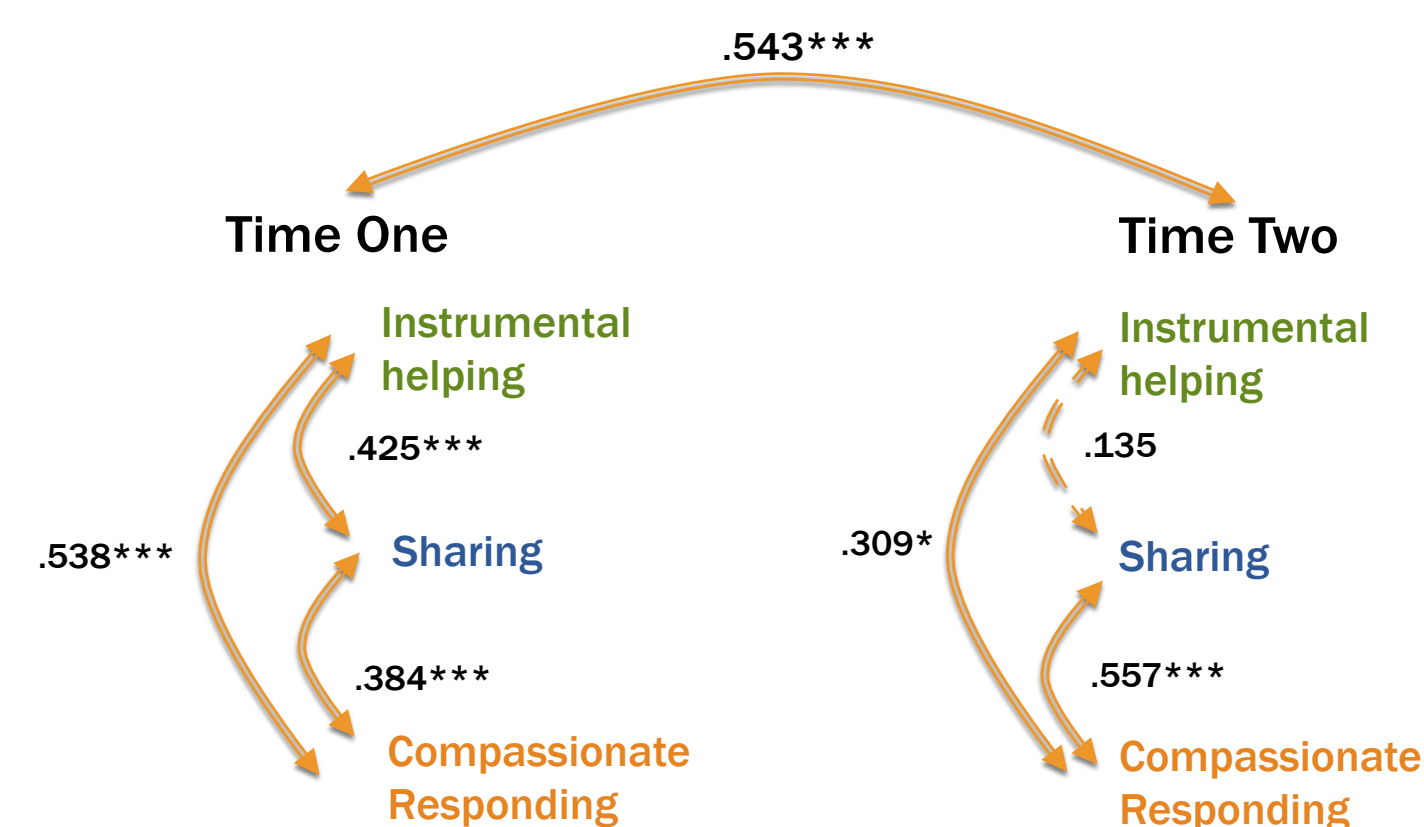 .543***
Time One
Instrumental
helping
.425***
.538***
Sharing
.384***
Compassionate
Responding
Time Two
Instrumental
helping
.135
.309*
Sharing
.557***
Compassionate
Responding